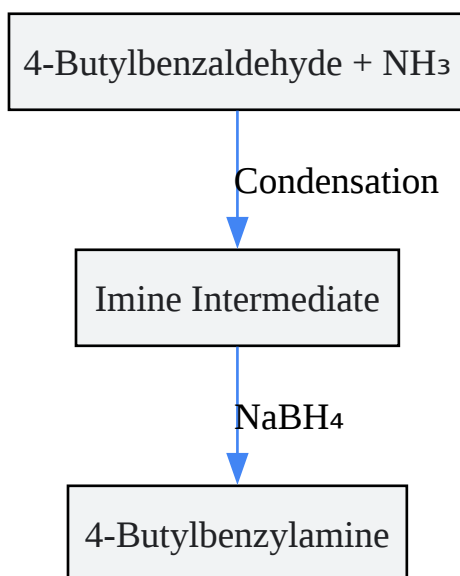 4-Butylbenzaldehyde + NH₃
Condensation
Imine Intermediate
NaBH₄
4-Butylbenzylamine